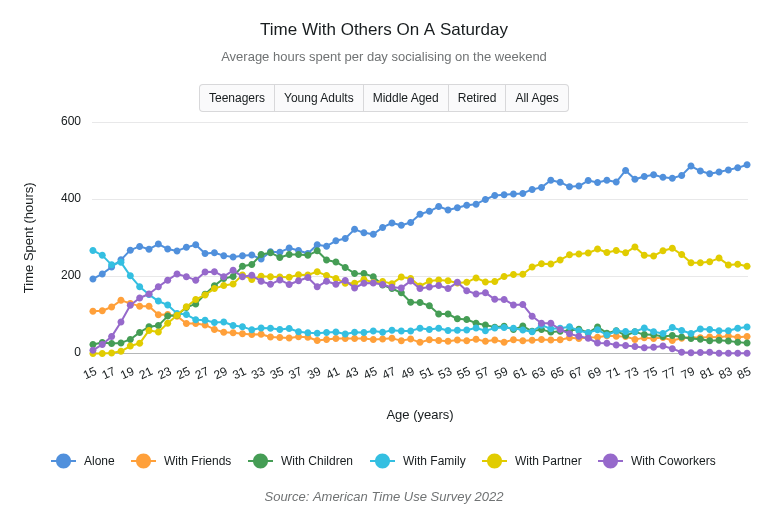 Time With Others On A Saturday
Average hours spent per day socialising on the weekend
Teenagers Young Adults Middle Aged Retired All Ages
Time Spent (hours)
600
400
200
0
15 17 19 21 23 25 27 29 31 33 35 37 39 41 43 45 47 49 51 53 55 57 59 61 63 65 67 69 71 73 75 77 79 81 83 85
Age (years)
Alone With Friends With Children With Family With Partner With Coworkers
Source: American Time Use Survey 2022